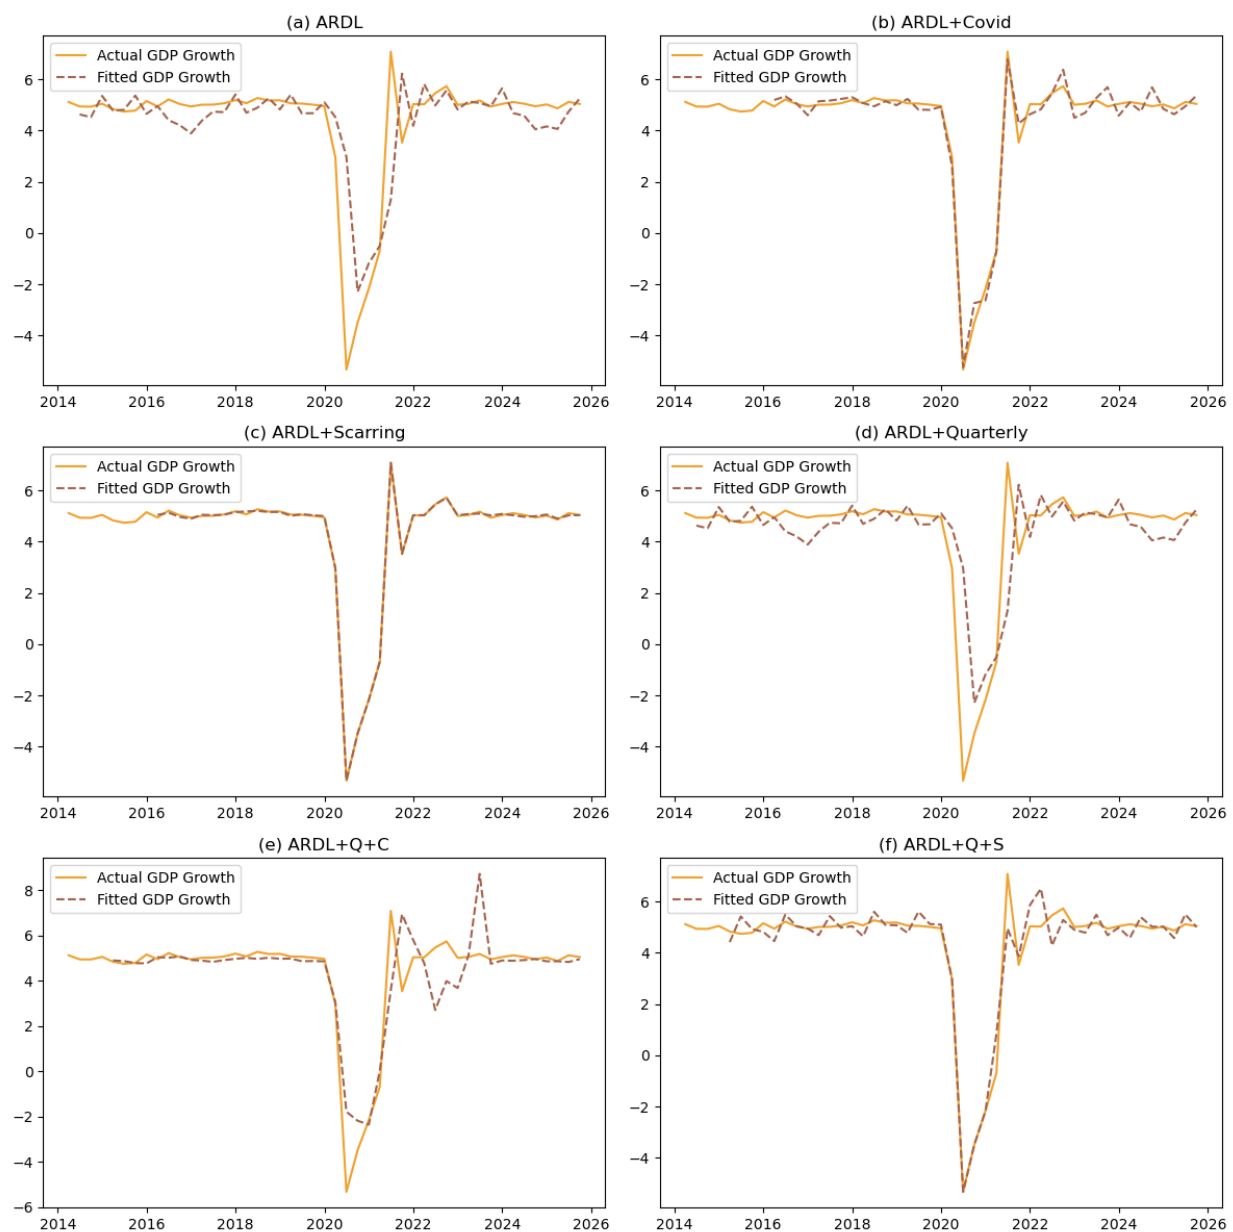 (a) ARDL
Actual GDP Growth
Fitted GDP Growth
6
4
2
0
−2
−4
2014 2016 2018 2020 2022 2024 2026
(b) ARDL+Covid
Actual GDP Growth
Fitted GDP Growth
6
4
2
0
−2
−4
2014 2016 2018 2020 2022 2024 2026
(c) ARDL+Scarring
Actual GDP Growth
Fitted GDP Growth
6
4
2
0
−2
−4
2014 2016 2018 2020 2022 2024 2026
(d) ARDL+Quarterly
Actual GDP Growth
Fitted GDP Growth
6
4
2
0
−2
−4
2014 2016 2018 2020 2022 2024 2026
(e) ARDL+Q+C
Actual GDP Growth
Fitted GDP Growth
8
6
4
2
0
−2
−4
−6
2014 2016 2018 2020 2022 2024 2026
(f) ARDL+Q+S
Actual GDP Growth
Fitted GDP Growth
6
4
2
0
−2
−4
2014 2016 2018 2020 2022 2024 2026